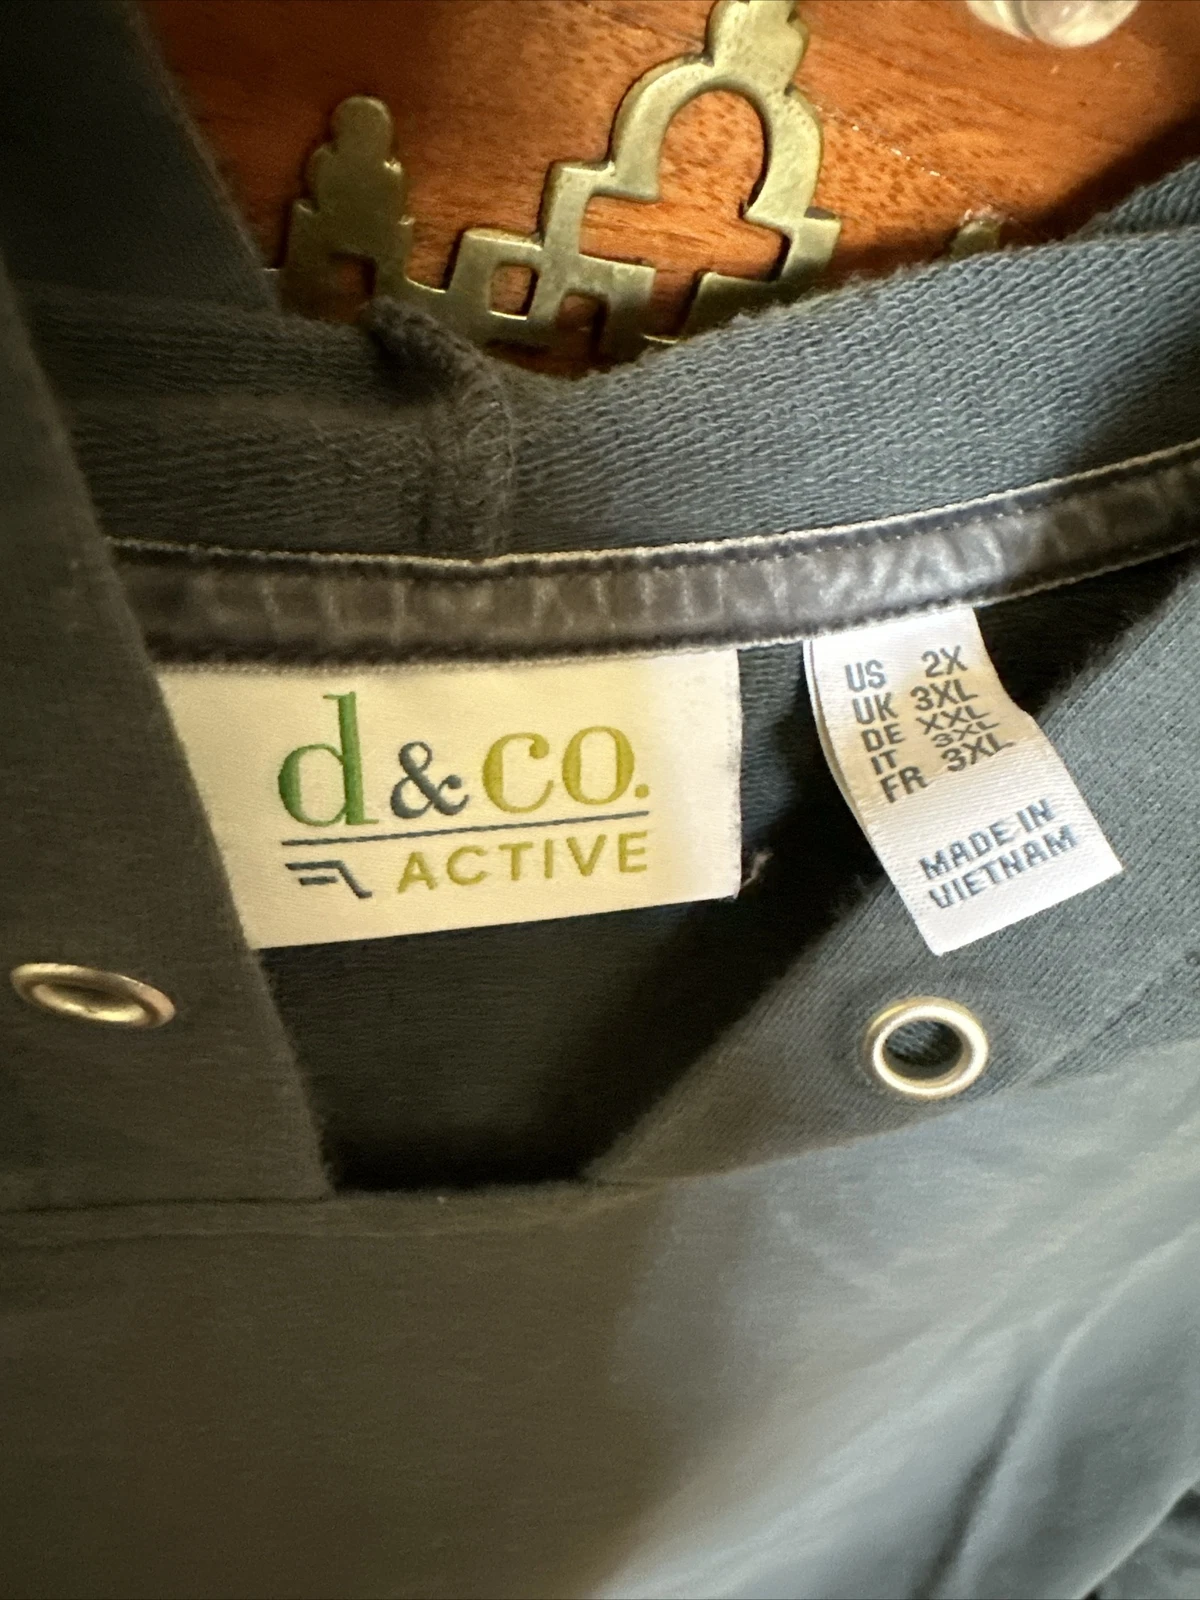 d&co.
ACTIVE
US 2X
UK 3XL
DE XXL
IT 3XL
FR 3XL
MADE IN
VIETNAM